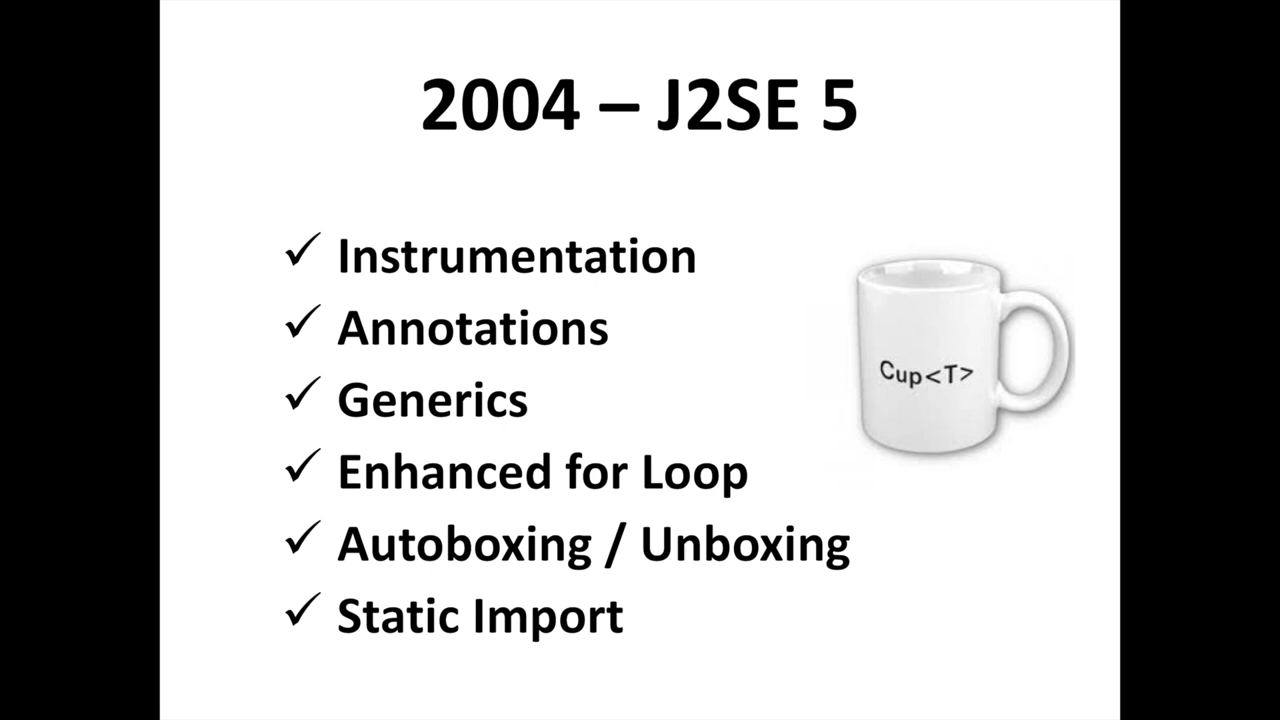 2004 – J2SE 5
✓ Instrumentation
✓ Annotations
✓ Generics
✓ Enhanced for Loop
✓ Autoboxing / Unboxing
✓ Static Import
Cup<T>